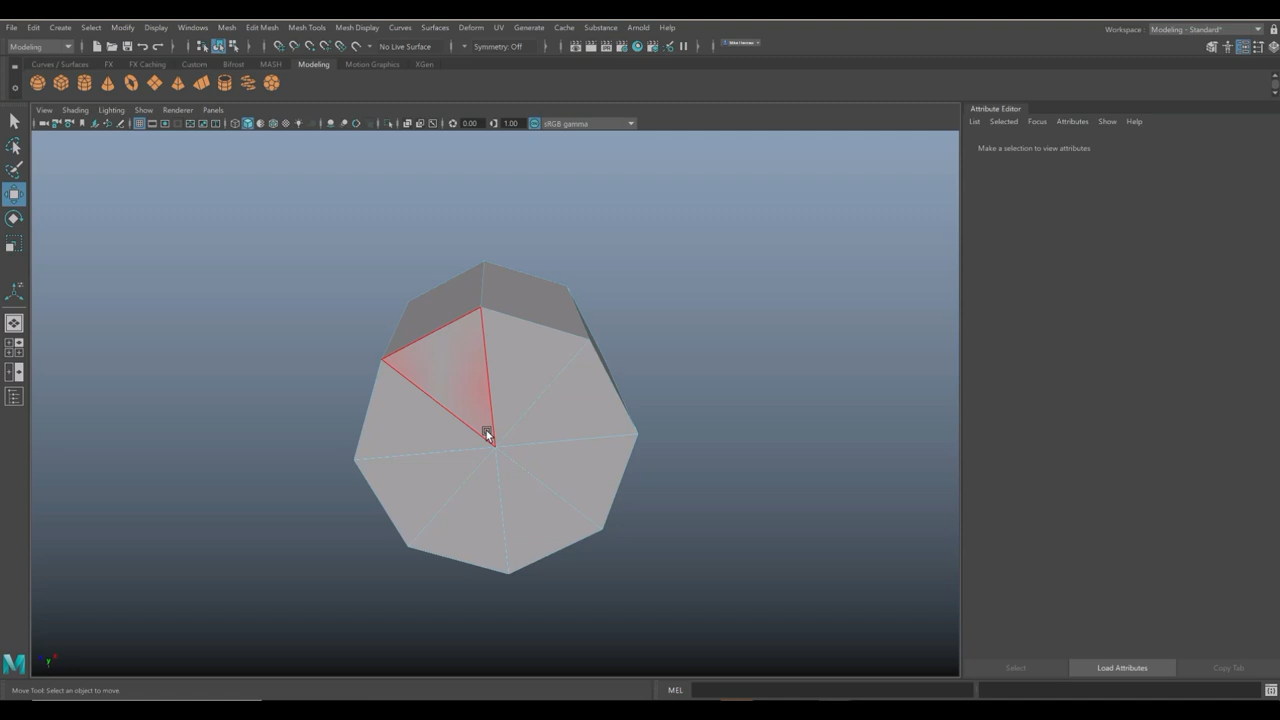 File Edit Create Select Modify Display Windows Mesh Edit Mesh Mesh Tools Mesh Display Curves Surfaces Deform UV Generate Cache Substance Arnold Help
Workspace: Modeling - Standard*
Modeling No Live Surface Symmetry: Off
Curves / Surfaces FX FX Caching Custom Bifrost MASH Modeling Motion Graphics XGen
View Shading Lighting Show Renderer Panels
0.00 1.00 sRGB gamma
Attribute Editor
List Selected Focus Attributes Show Help
Make a selection to view attributes
Select Load Attributes Copy Tab
Move Tool: Select an object to move.
MEL